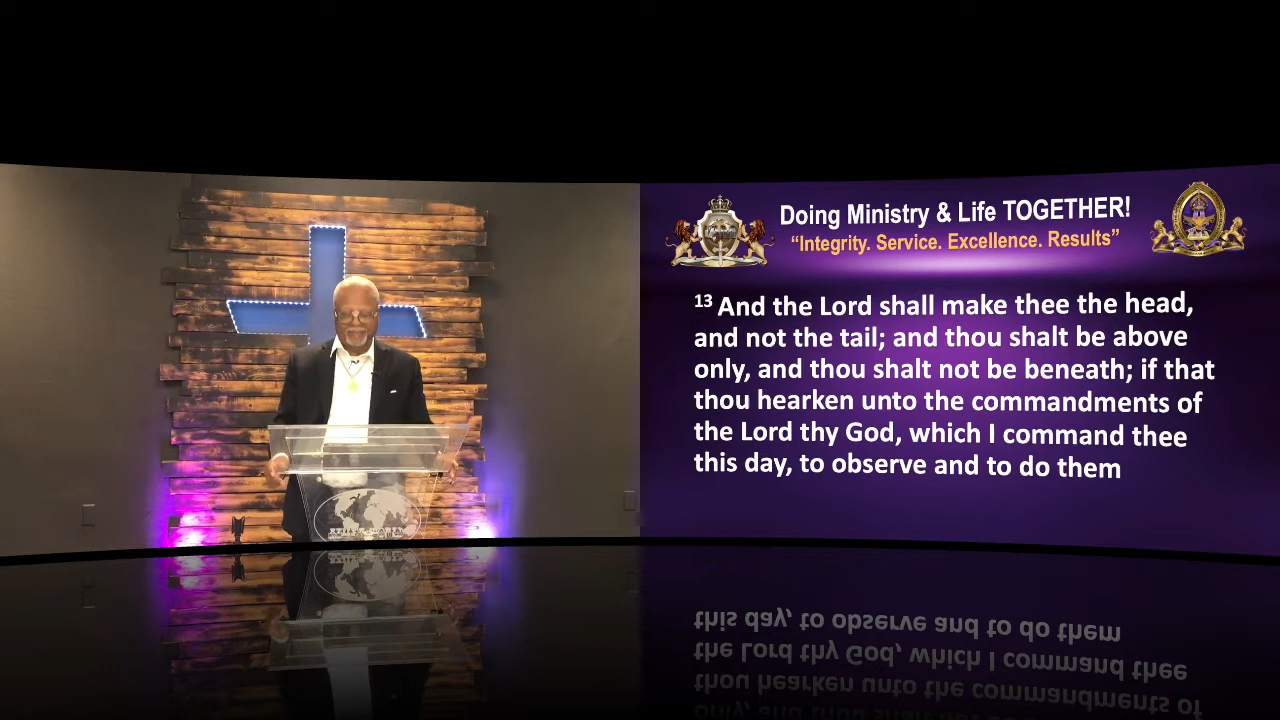 Doing Ministry & Life TOGETHER!
“Integrity. Service. Excellence. Results”
13 And the Lord shall make thee the head,
and not the tail; and thou shalt be above
only, and thou shalt not be beneath; if that
thou hearken unto the commandments of
the Lord thy God, which I command thee
this day, to observe and to do them